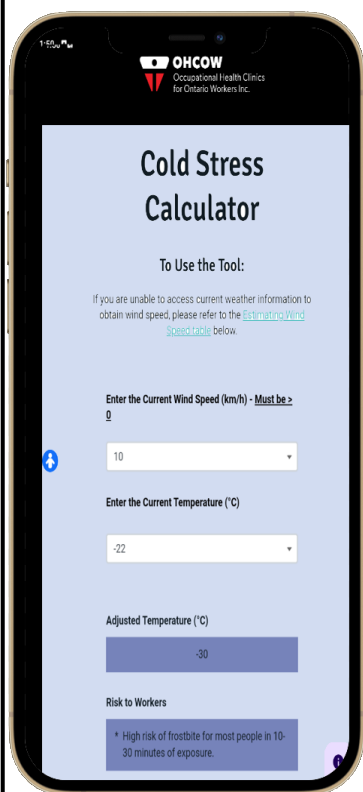 OHCOW
Occupational Health Clinics
for Ontario Workers Inc.
Cold Stress
Calculator
To Use the Tool:
If you are unable to access current weather information to
obtain wind speed, please refer to the Estimating Wind
Speed table below.
Enter the Current Wind Speed (km/h) - Must be >
0
10
Enter the Current Temperature (°C)
-22
Adjusted Temperature (°C)
-30
Risk to Workers
* High risk of frostbite for most people in 10-
30 minutes of exposure.